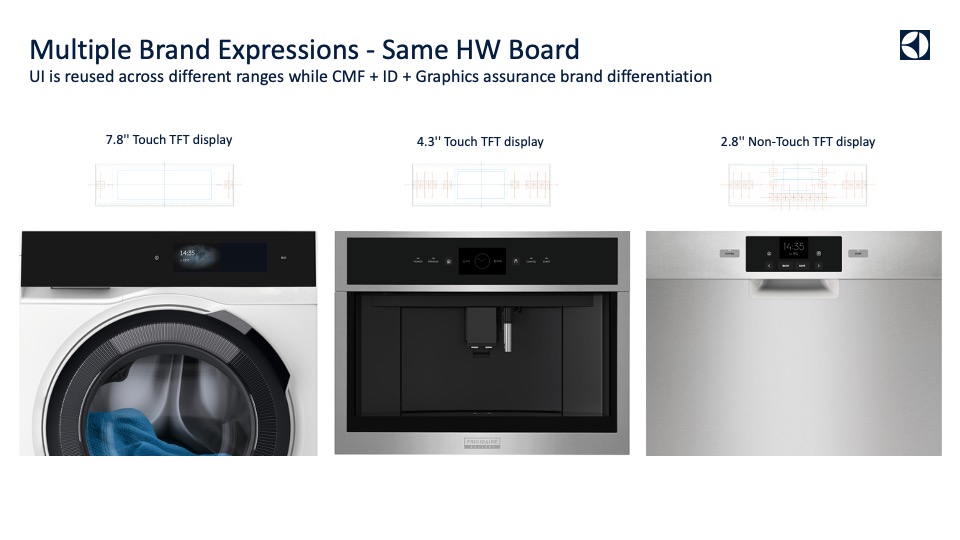 Multiple Brand Expressions - Same HW Board
UI is reused across different ranges while CMF + ID + Graphics assurance brand differentiation
7.8'' Touch TFT display
4.3'' Touch TFT display
2.8'' Non-Touch TFT display
14:35
14:35
FRIGIDAIRE